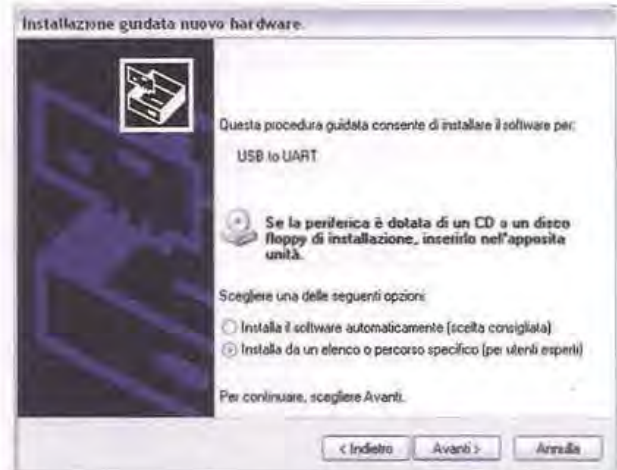 Installazione guidata nuovo hardware
Questa procedura guidata consente di installare il software per:
USB to UART
Se la periferica è dotata di un CD o un disco
floppy di installazione, inserirlo nell'apposita
unità.
Scegliere una delle seguenti opzioni:
Installa il software automaticamente (scelta consigliata)
Installa da un elenco o percorso specifico (per utenti esperti)
Per continuare, scegliere Avanti.
< Indietro
Avanti >
Annulla